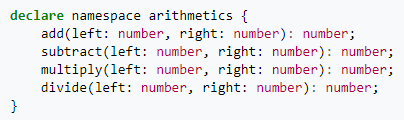 declare namespace arithmetics {
    add(left: number, right: number): number;
    subtract(left: number, right: number): number;
    multiply(left: number, right: number): number;
    divide(left: number, right: number): number;
}